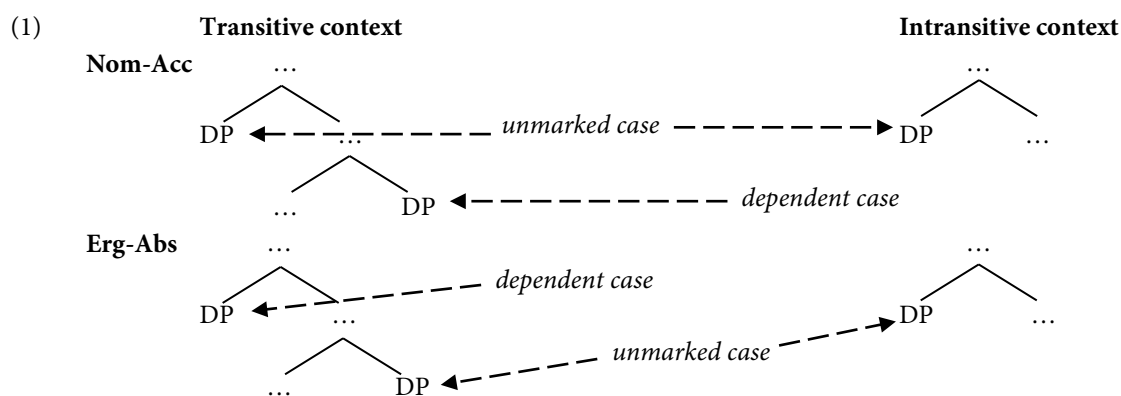 (1) Transitive context Intransitive context
Nom-Acc … …
DP unmarked case DP
… …
… DP dependent case
Erg-Abs … …
dependent case
DP … DP …
unmarked case
… DP